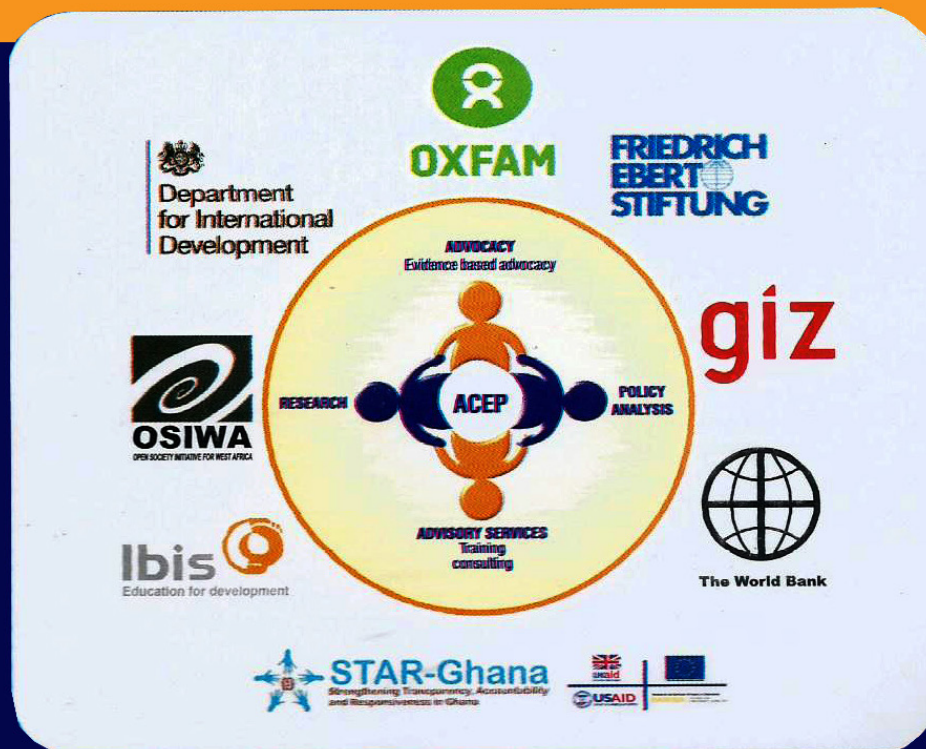 OXFAM
FRIEDRICH
EBERT
STIFTUNG
Department
for International
Development
ADVOCACY
Evidence based advocacy
giz
OSIWA
OPEN SOCIETY INITIATIVE FOR WEST AFRICA
RESEARCH
ACEP
POLICY
ANALYSIS
ADVISORY SERVICES
Training
consulting
The World Bank
Ibis
Education for development
STAR-Ghana
Strengthening Transparency, Accountability
and Responsiveness in Ghana
UKaid
USAID